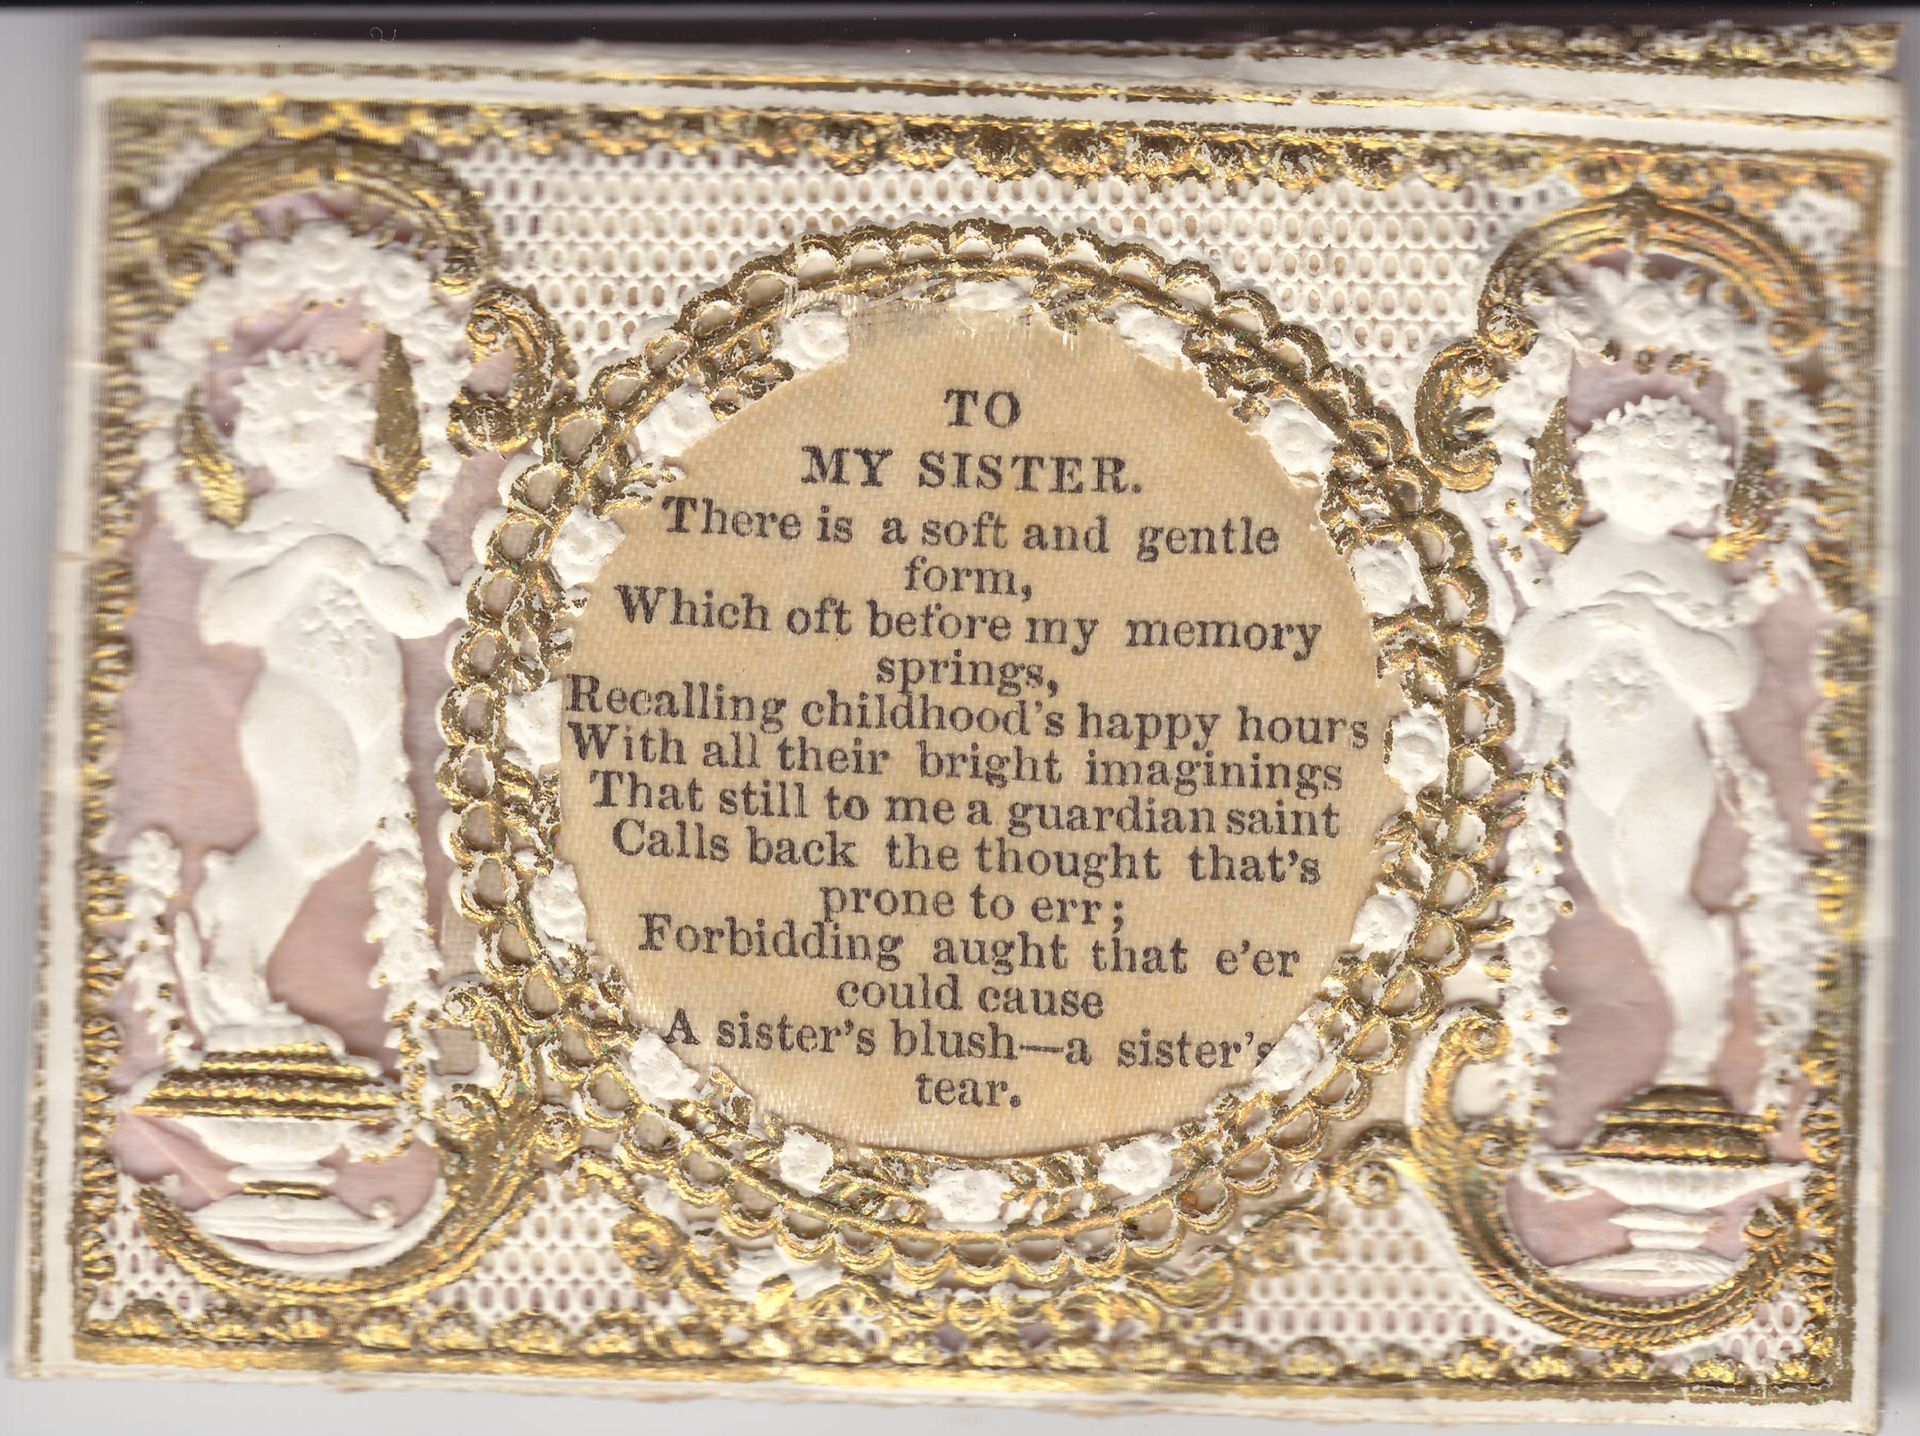 TO
MY SISTER.
There is a soft and gentle
form,
Which oft before my memory
springs,
Recalling childhood's happy hours
With all their bright imaginings
That still to me a guardian saint
Calls back the thought that's
prone to err;
Forbidding aught that e'er
could cause
A sister's blush—a sister's
tear.